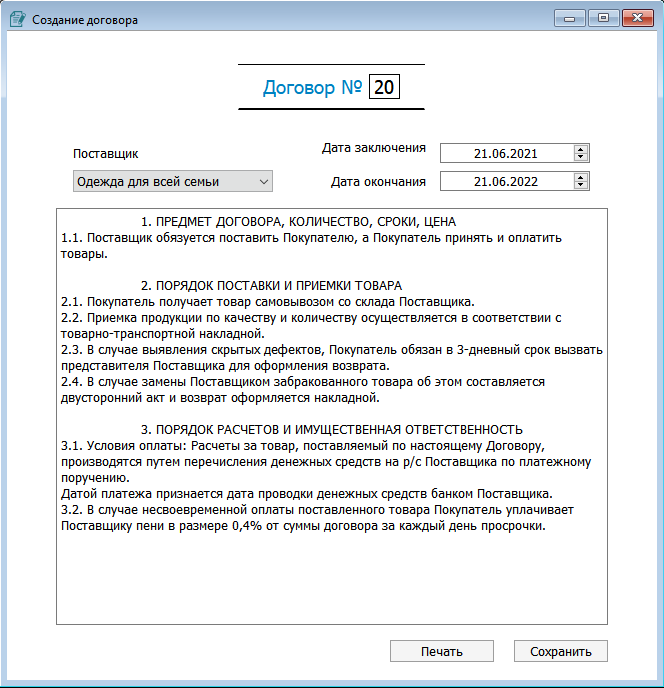 Создание договора
Договор № 20
Поставщик
Дата заключения 21.06.2021
Одежда для всей семьи
Дата окончания 21.06.2022
1. ПРЕДМЕТ ДОГОВОРА, КОЛИЧЕСТВО, СРОКИ, ЦЕНА
1.1. Поставщик обязуется поставить Покупателю, а Покупатель принять и оплатить
товары.
2. ПОРЯДОК ПОСТАВКИ И ПРИЕМКИ ТОВАРА
2.1. Покупатель получает товар самовывозом со склада Поставщика.
2.2. Приемка продукции по качеству и количеству осуществляется в соответствии с
товарно-транспортной накладной.
2.3. В случае выявления скрытых дефектов, Покупатель обязан в 3-дневный срок вызвать
представителя Поставщика для оформления возврата.
2.4. В случае замены Поставщиком забракованного товара об этом составляется
двусторонний акт и возврат оформляется накладной.
3. ПОРЯДОК РАСЧЕТОВ И ИМУЩЕСТВЕННАЯ ОТВЕТСТВЕННОСТЬ
3.1. Условия оплаты: Расчеты за товар, поставляемый по настоящему Договору,
производятся путем перечисления денежных средств на р/с Поставщика по платежному
поручению.
Датой платежа признается дата проводки денежных средств банком Поставщика.
3.2. В случае несвоевременной оплаты поставленного товара Покупатель уплачивает
Поставщику пени в размере 0,4% от суммы договора за каждый день просрочки.
Печать
Сохранить